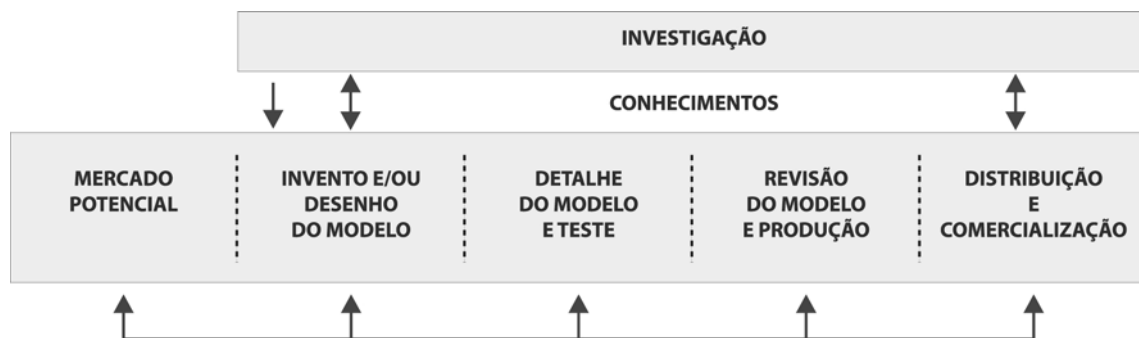 INVESTIGAÇÃO
CONHECIMENTOS
MERCADO
POTENCIAL
INVENTO E/OU
DESENHO
DO MODELO
DETALHE
DO MODELO
E TESTE
REVISÃO
DO MODELO
E PRODUÇÃO
DISTRIBUIÇÃO
E
COMERCIALIZAÇÃO